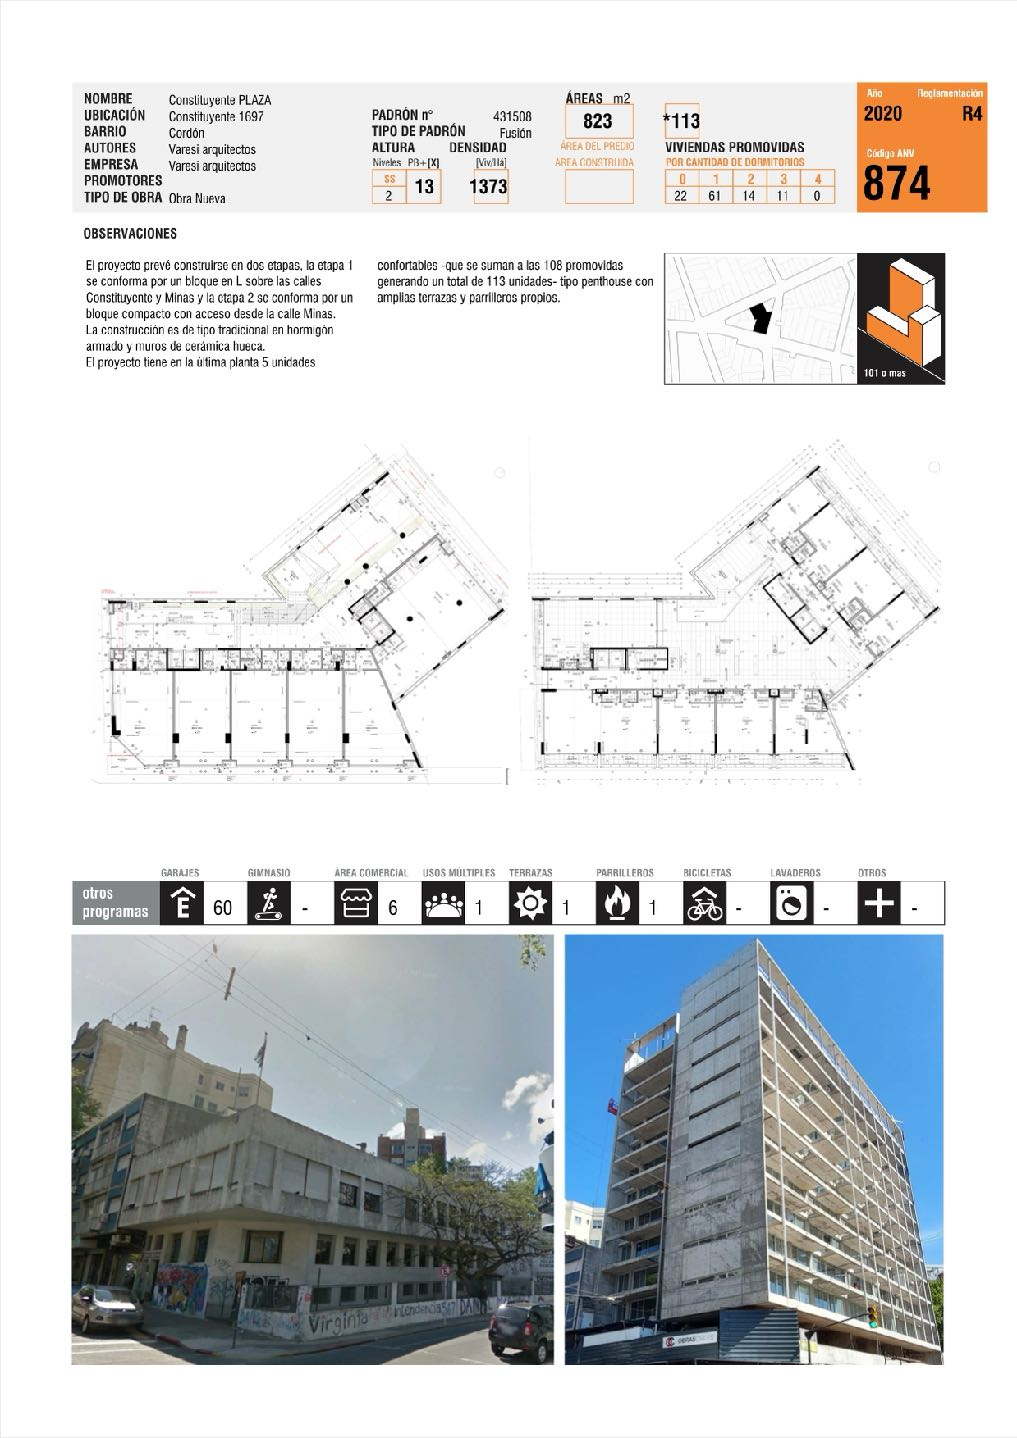 NOMBRE Constituyente PLAZA
UBICACIÓN Constituyente 1697
BARRIO Cordón
AUTORES Varesi arquitectos
EMPRESA Varesi arquitectos
PROMOTORES
TIPO DE OBRA Obra Nueva
PADRÓN nº 431508
TIPO DE PADRÓN Fusión
ALTURA DENSIDAD
Niveles PB+[X] [Viv/Há]
SS
2 13 1373
ÁREAS m2
823
ÁREA DEL PREDIO
ÁREA CONSTRUIDA
*113
VIVIENDAS PROMOVIDAS
POR CANTIDAD DE DORMITORIOS
0 1 2 3 4
22 61 14 11 0
Año Reglamentación
2020 R4
Código ANV
874
OBSERVACIONES
El proyecto prevé construirse en dos etapas, la etapa 1
se conforma por un bloque en L sobre las calles
Constituyente y Minas y la etapa 2 se conforma por un
bloque compacto con acceso desde la calle Minas.
La construcción es de tipo tradicional en hormigón
armado y muros de cerámica hueca.
El proyecto tiene en la última planta 5 unidades
confortables -que se suman a las 108 promovidas
generando un total de 113 unidades- tipo penthouse con
amplias terrazas y parrilleros propios.
101 o mas
GARAJES GIMNASIO ÁREA COMERCIAL USOS MÚLTIPLES TERRAZAS PARRILLEROS BICICLETAS LAVADEROS OTROS
otros
programas
E 60 - 6 1 1 1 - - -
Virginia